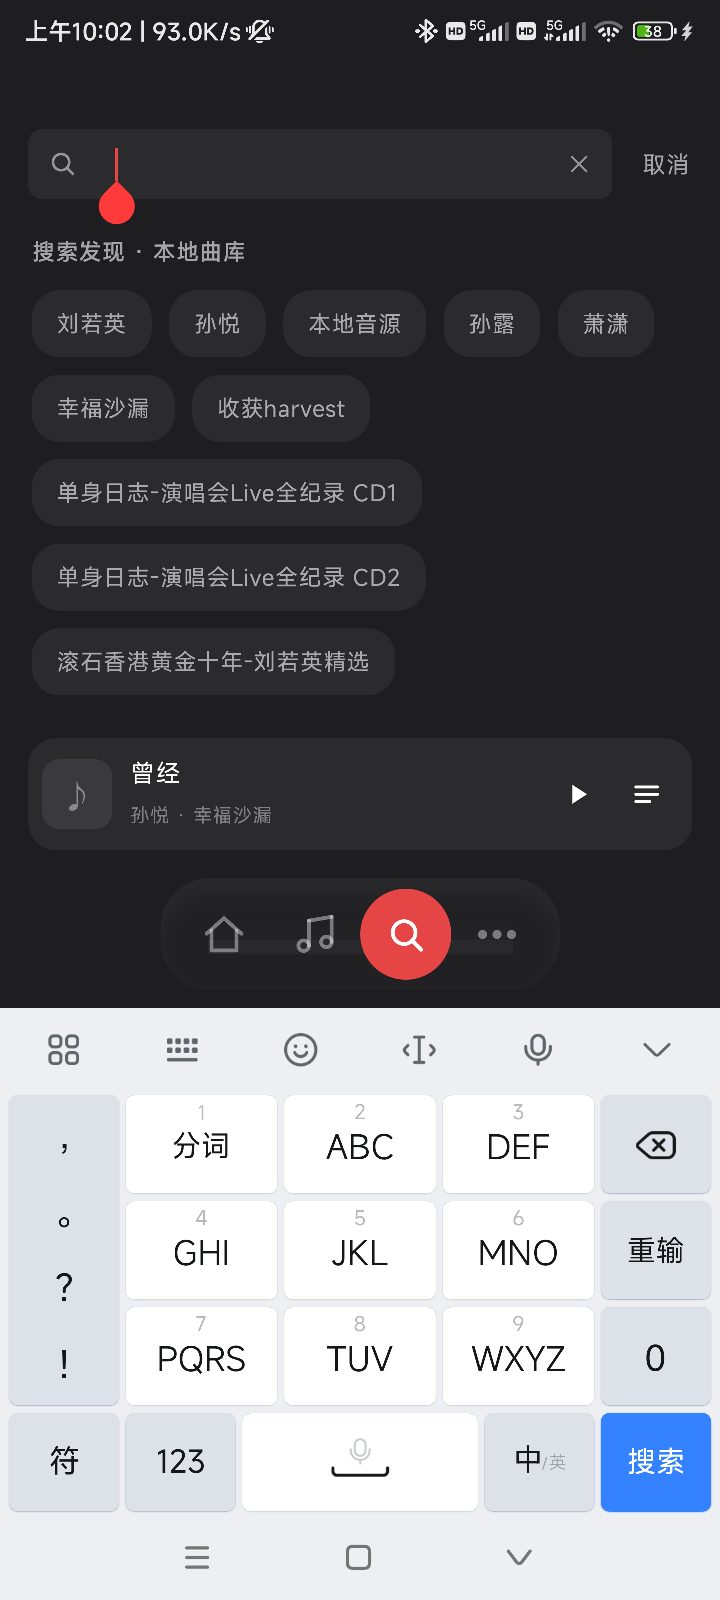 上午10:02 | 93.0K/s HD 5G HD 5G 38
取消
搜索发现 · 本地曲库
刘若英 孙悦 本地音源 孙露 萧潇
幸福沙漏 收获harvest
单身日志-演唱会Live全纪录 CD1
单身日志-演唱会Live全纪录 CD2
滚石香港黄金十年-刘若英精选
曾经
孙悦 · 幸福沙漏
， 1 分词 2 ABC 3 DEF
。 4 GHI 5 JKL 6 MNO 重输
？ 7 PQRS 8 TUV 9 WXYZ 0
！
符 123 中/英 搜索